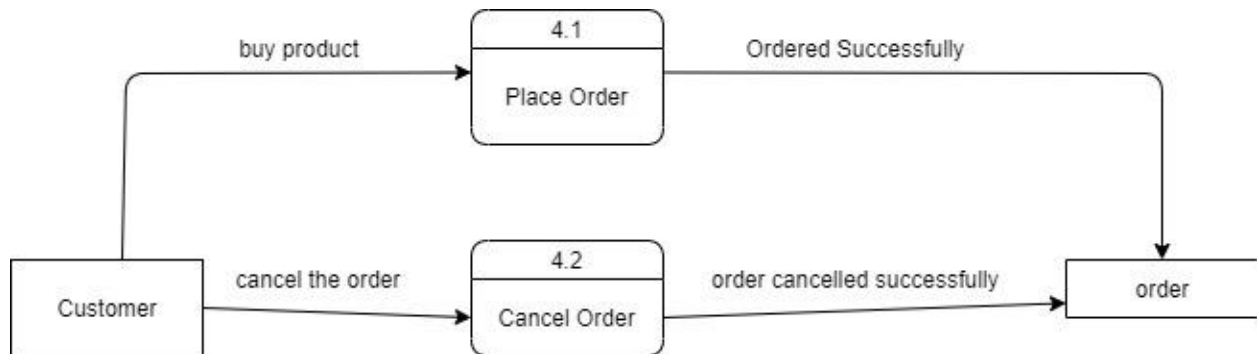 4.1
buy product
Ordered Successfully
Place Order
4.2
cancel the order
order cancelled successfully
Customer
Cancel Order
order